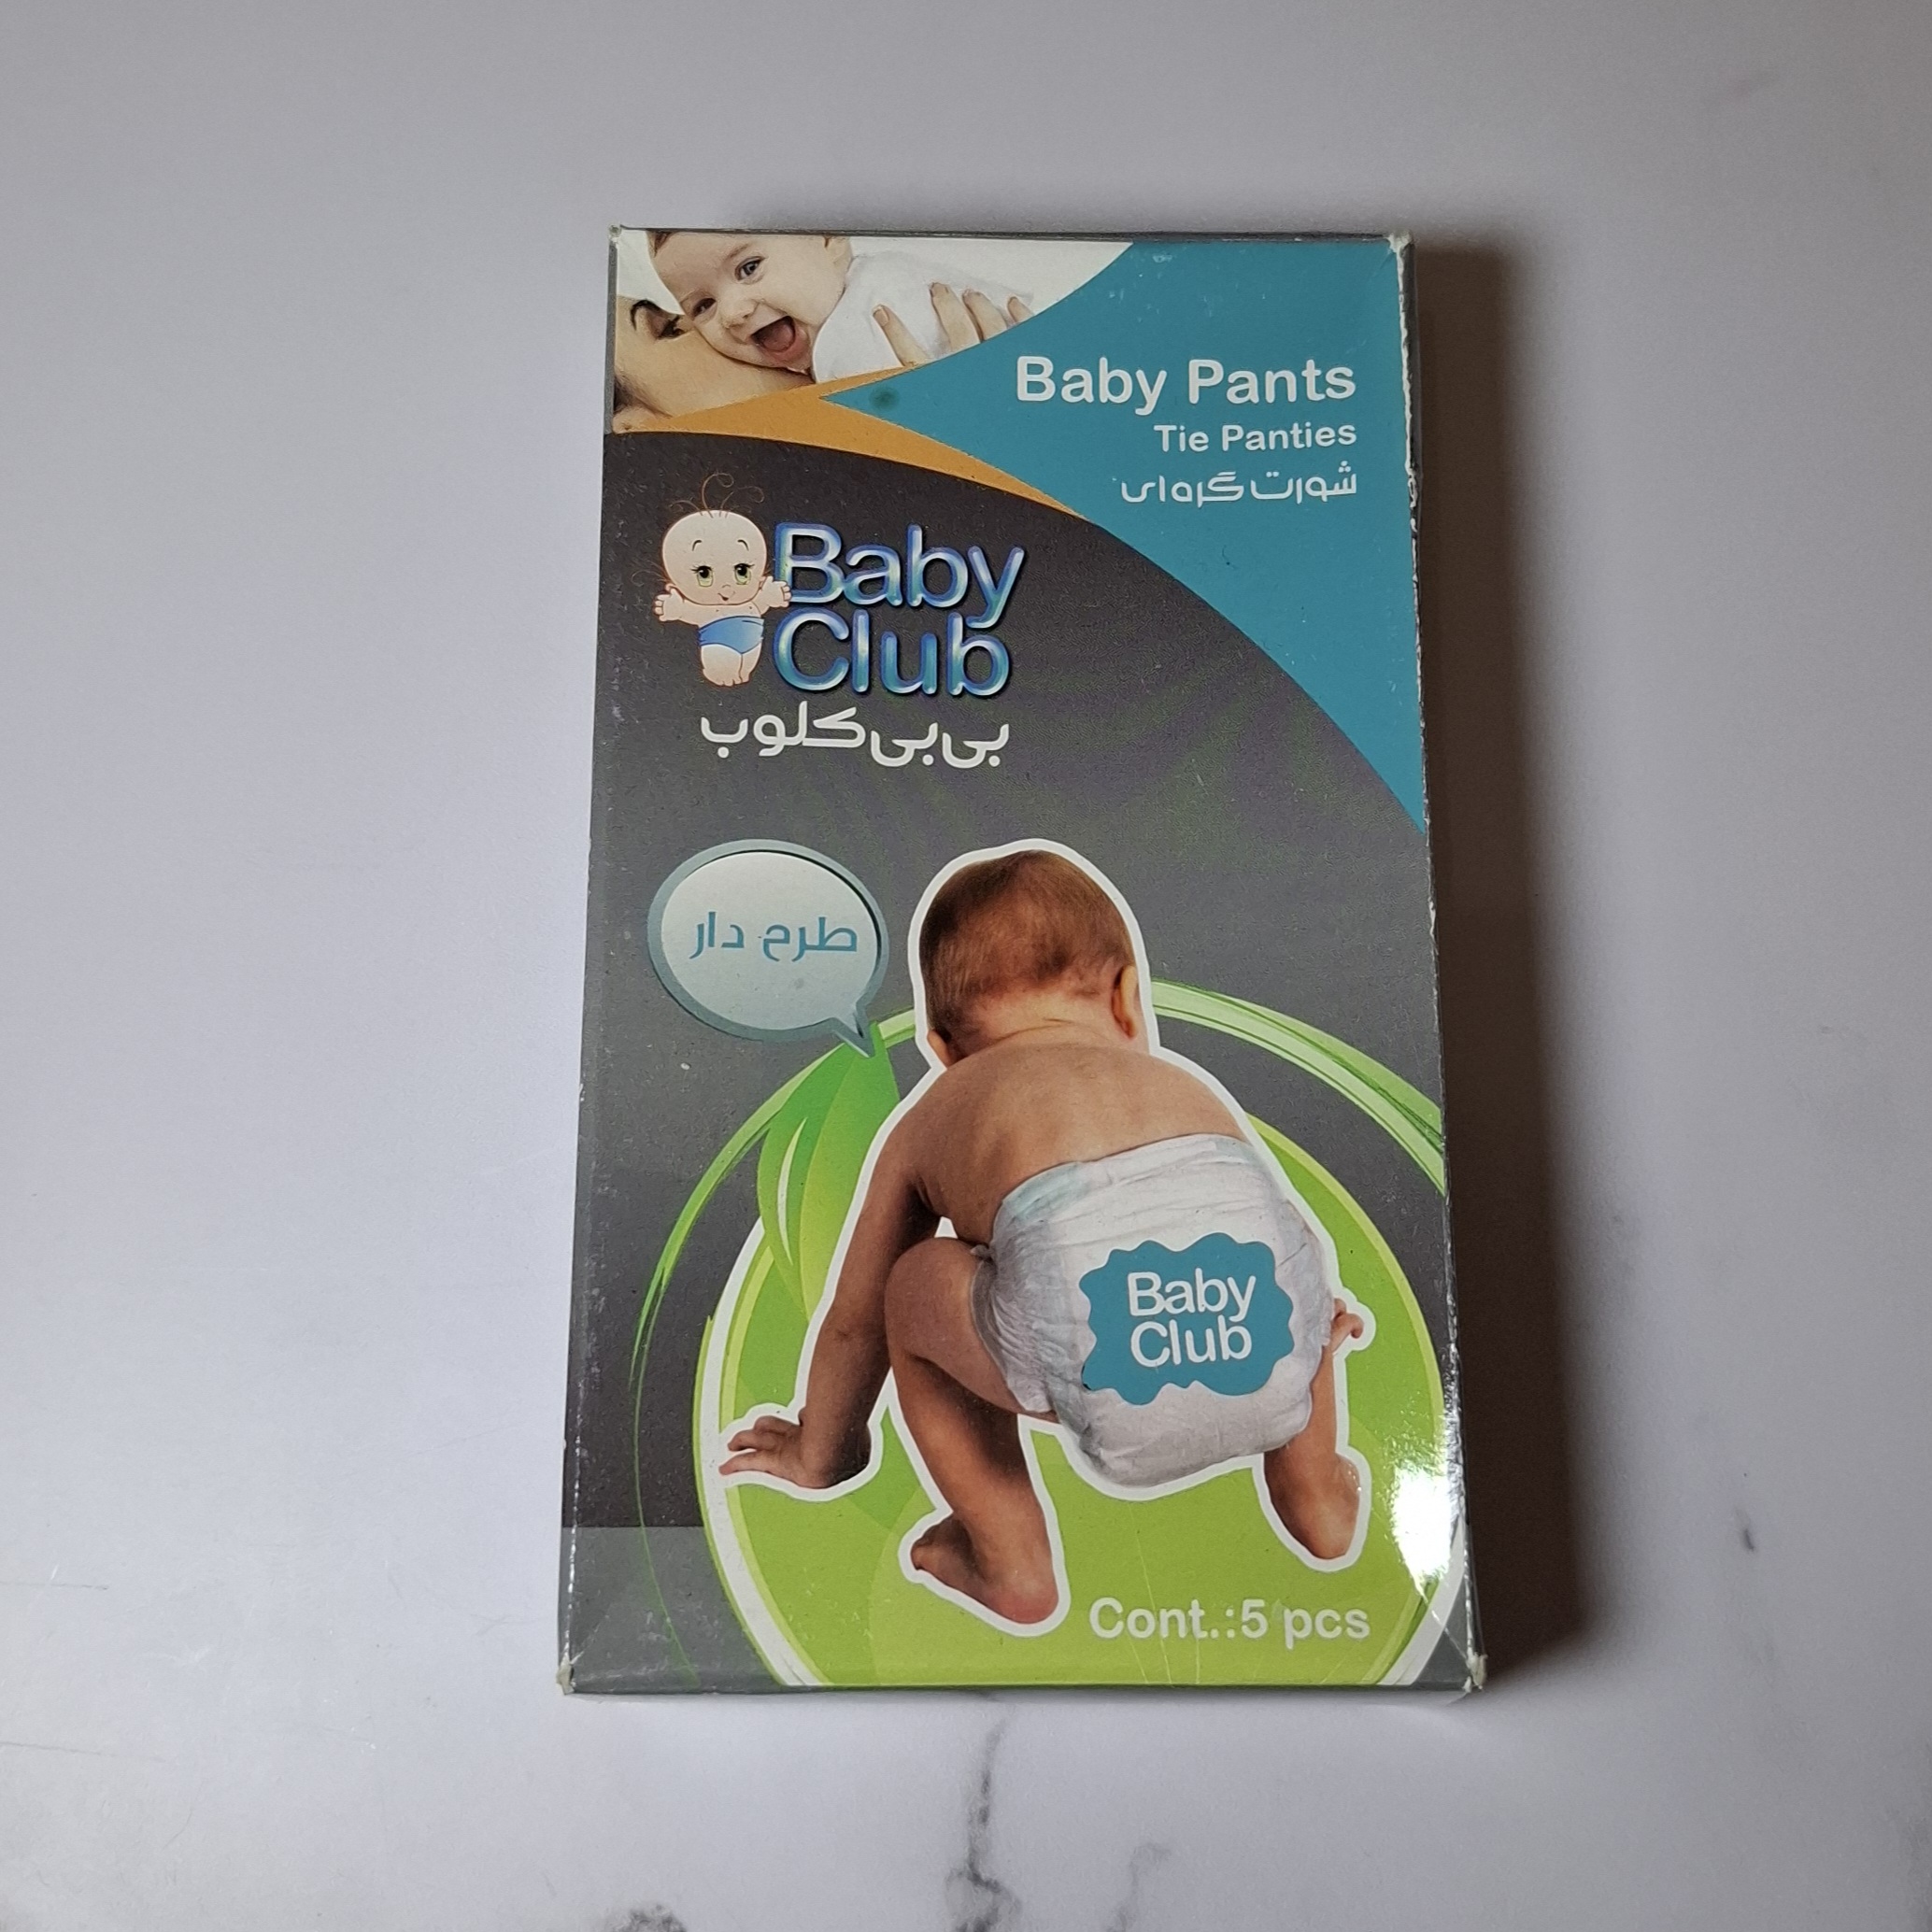 Baby Pants
Tie Panties
شورت گره ای
Baby
Club
بی بی کلوب
طرح دار
Baby
Club
Cont.:5 pcs